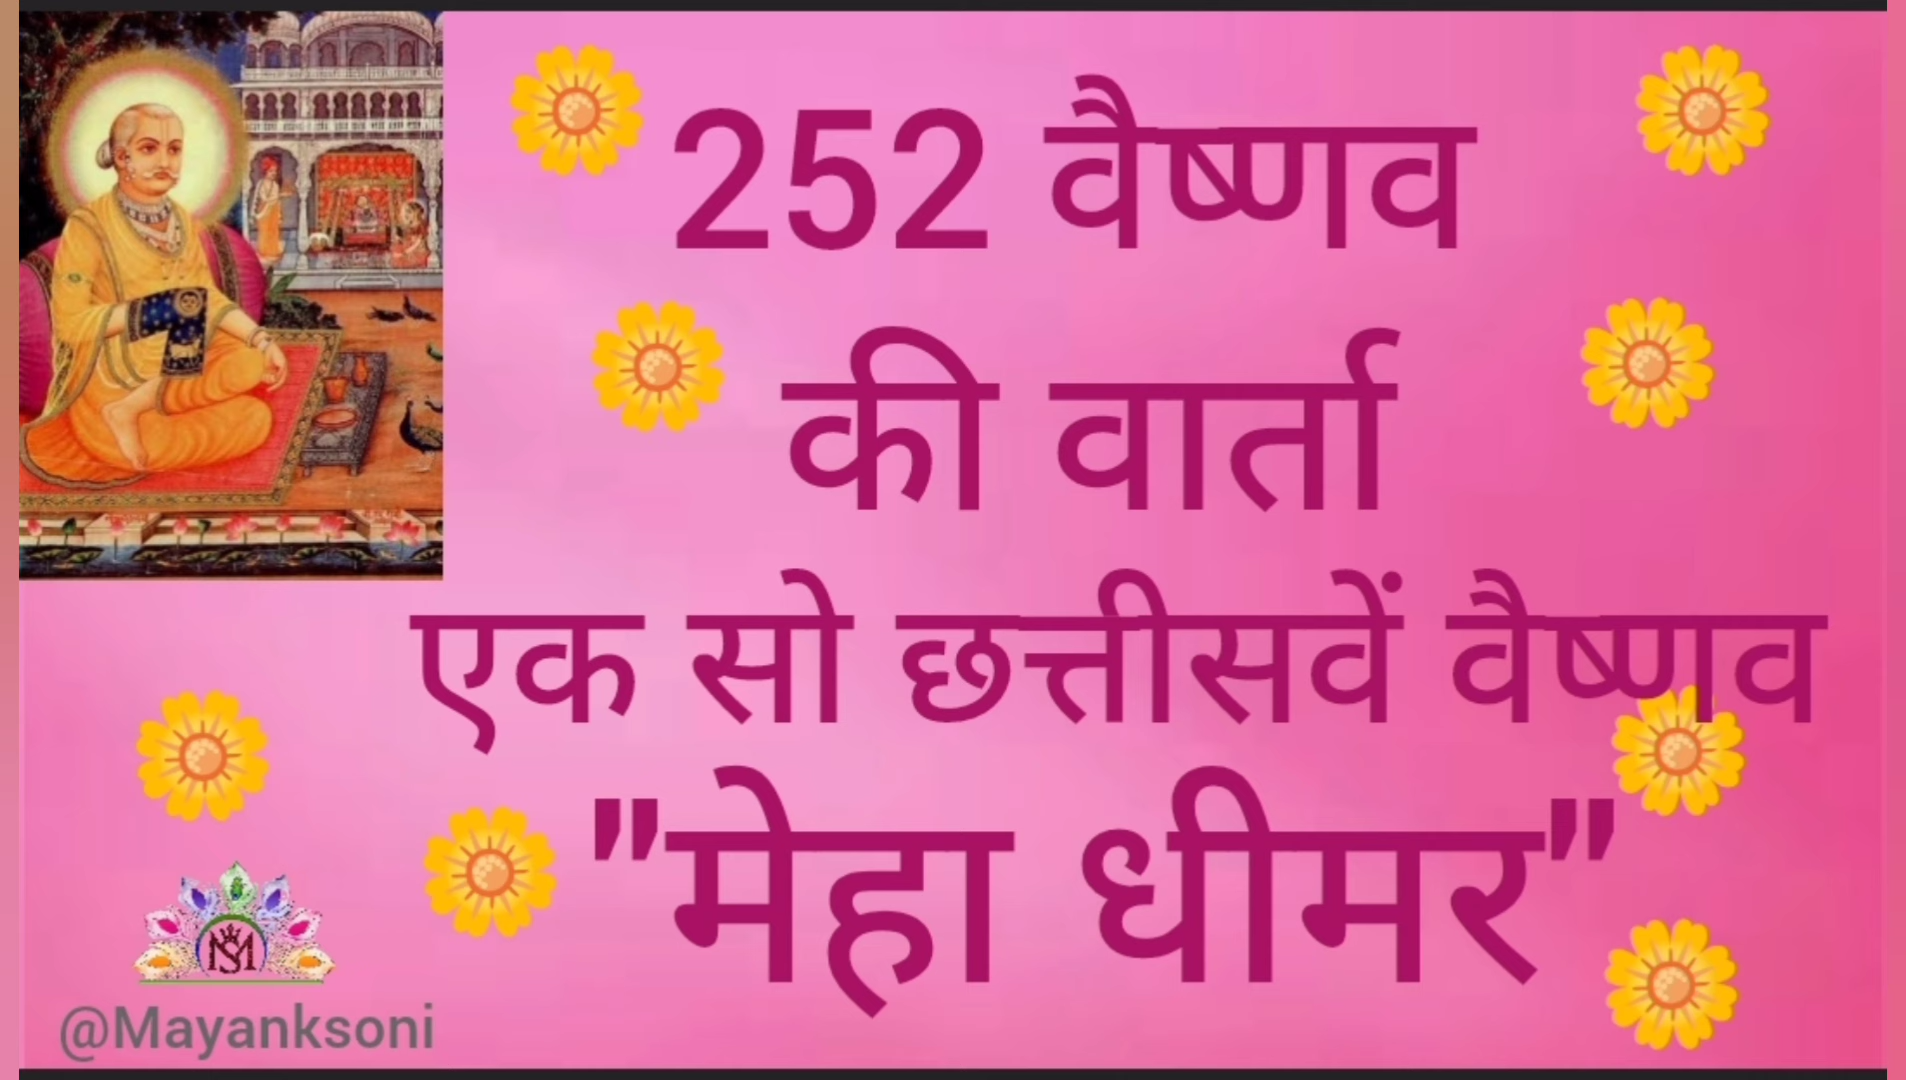 252 वैष्णव
की वार्ता
एक सो छत्तीसवें वैष्णव
"मेहा धीमर"
@Mayanksoni